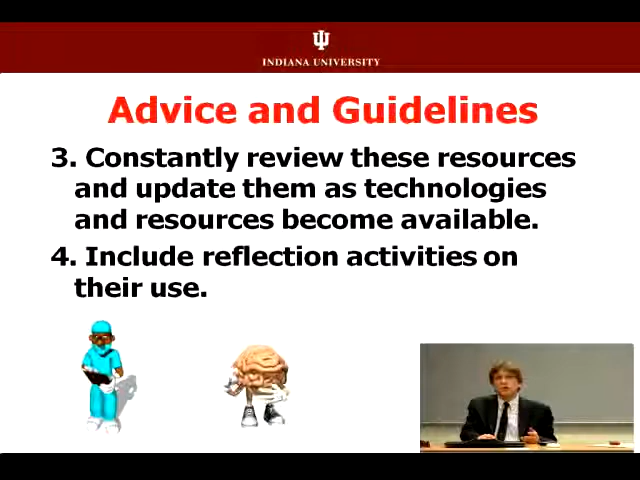 INDIANA UNIVERSITY
Advice and Guidelines
3. Constantly review these resources
and update them as technologies
and resources become available.
4. Include reflection activities on
their use.